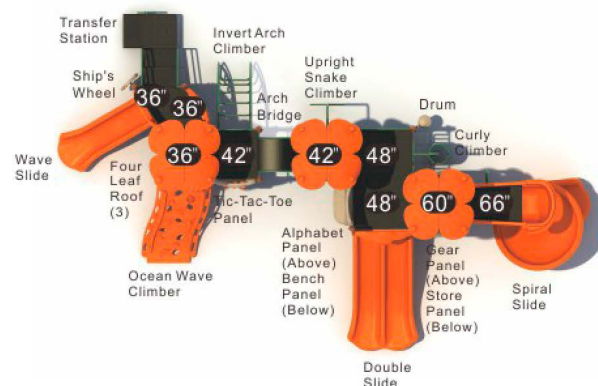 Transfer
Station
Invert Arch
Climber
Upright
Snake
Climber
Ship's
Wheel
36"
36"
Arch
Bridge
Drum
Curly
Climber
Wave
Slide
36"
42"
42"
48"
Four
Leaf
Roof
(3)
Tic-Tac-Toe
Panel
48"
60"
66"
Ocean Wave
Climber
Alphabet
Panel
(Above)
Bench
Panel
(Below)
Gear
Panel
(Above)
Store
Panel
(Below)
Spiral
Slide
Double
Slide